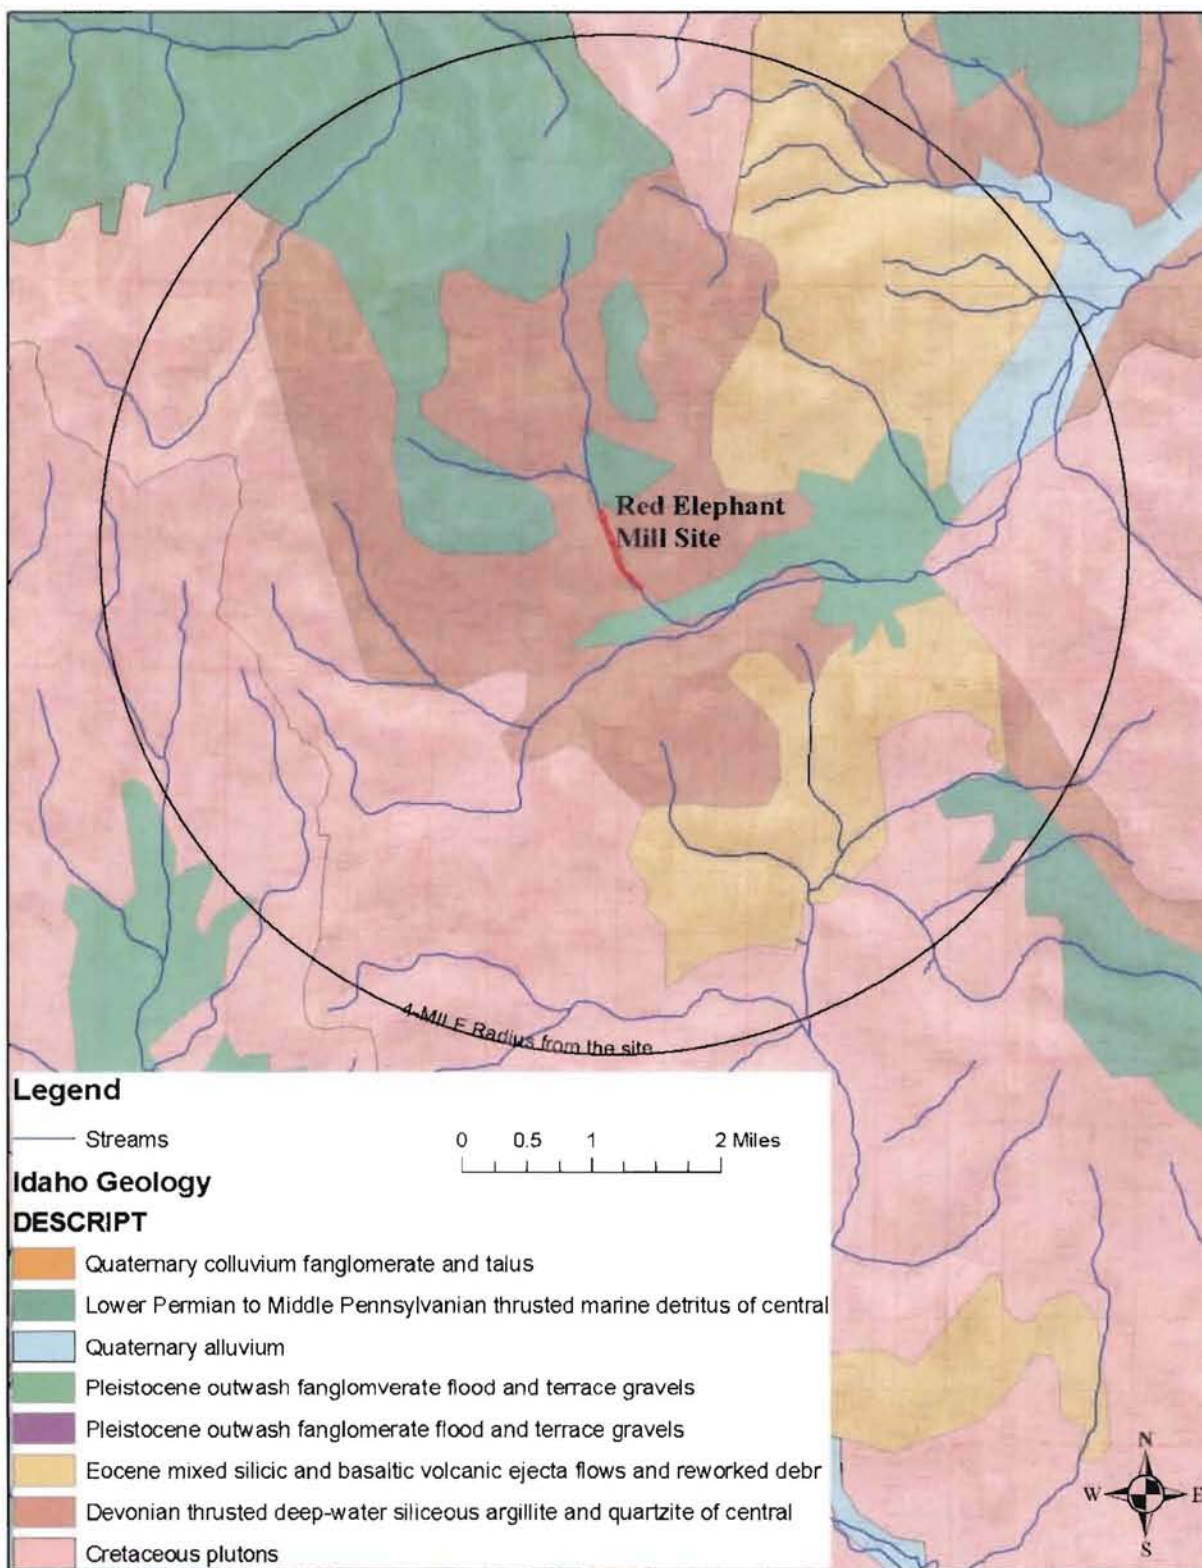 Red Elephant
Mill Site
4-MILE Radius from the site
Legend
Streams
0 0.5 1 2 Miles
Idaho Geology
DESCRIPT
Quaternary colluvium fanglomerate and talus
Lower Permian to Middle Pennsylvanian thrusted marine detritus of central
Quaternary alluvium
Pleistocene outwash fanglomverate flood and terrace gravels
Pleistocene outwash fanglomerate flood and terrace gravels
Eocene mixed silicic and basaltic volcanic ejecta flows and reworked debr
Devonian thrusted deep-water siliceous argillite and quartzite of central
Cretaceous plutons
N
W E
S